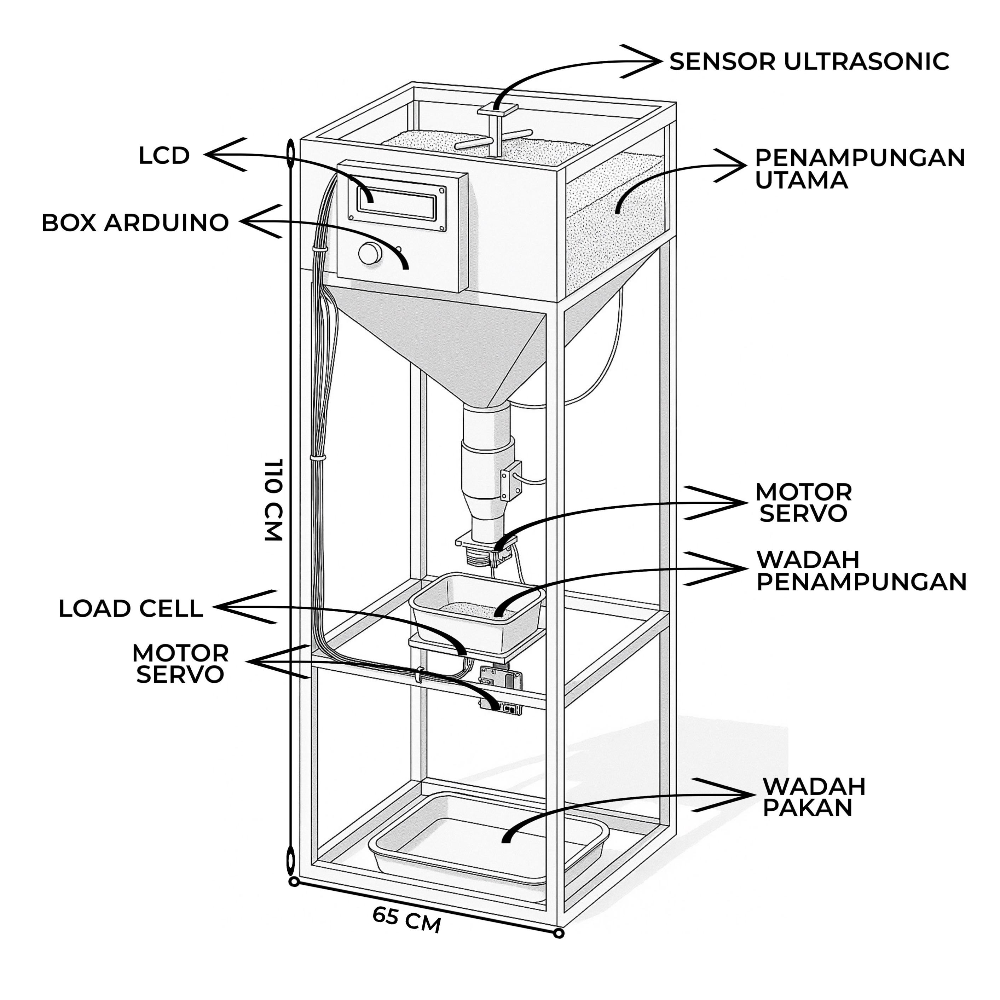 SENSOR ULTRASONIC
LCD
PENAMPUNGAN
UTAMA
BOX ARDUINO
110 CM
MOTOR
SERVO
WADAH
PENAMPUNGAN
LOAD CELL
MOTOR
SERVO
WADAH
PAKAN
65 CM